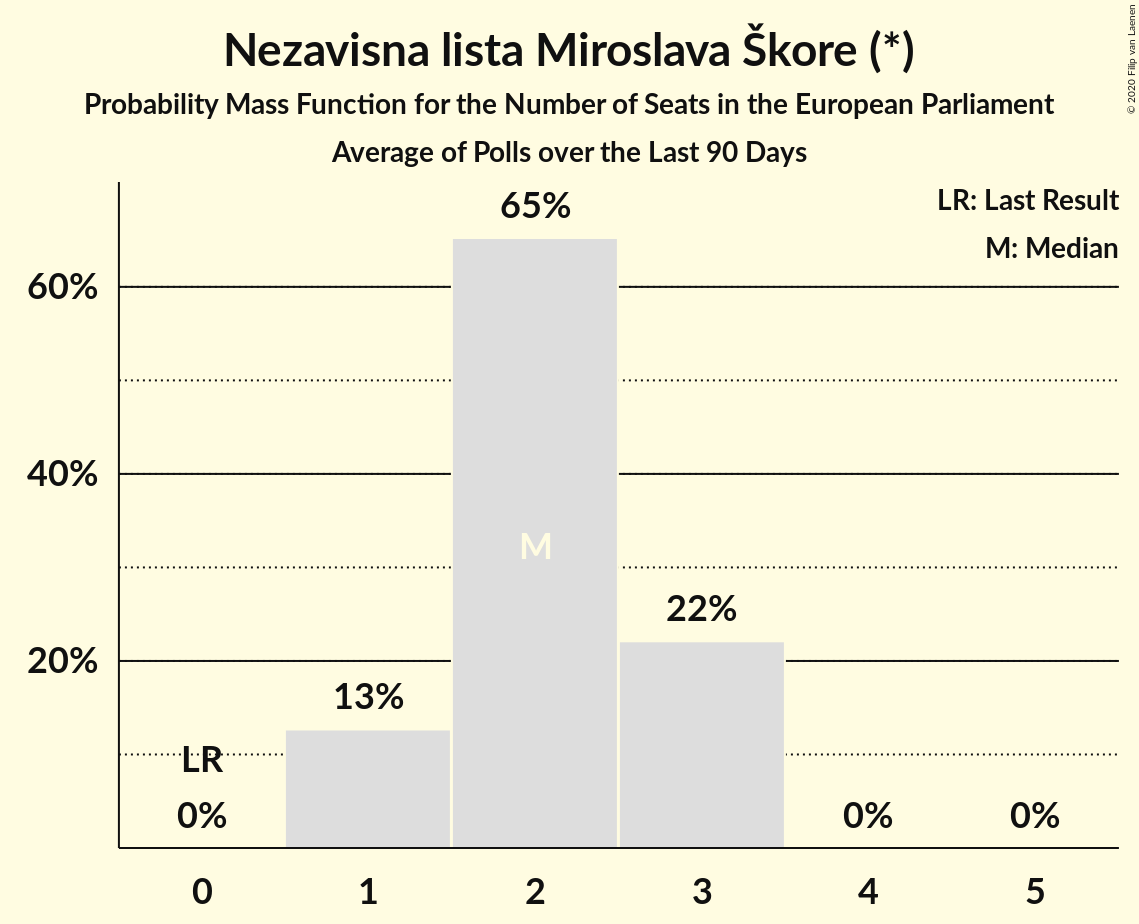 Nezavisna lista Miroslava Škore (*)
Probability Mass Function for the Number of Seats in the European Parliament
Average of Polls over the Last 90 Days
© 2020 Filip van Laenen
LR: Last Result
M: Median
65%
60%
40%
M
22%
20%
13%
LR
0%
0%
0%
0 1 2 3 4 5